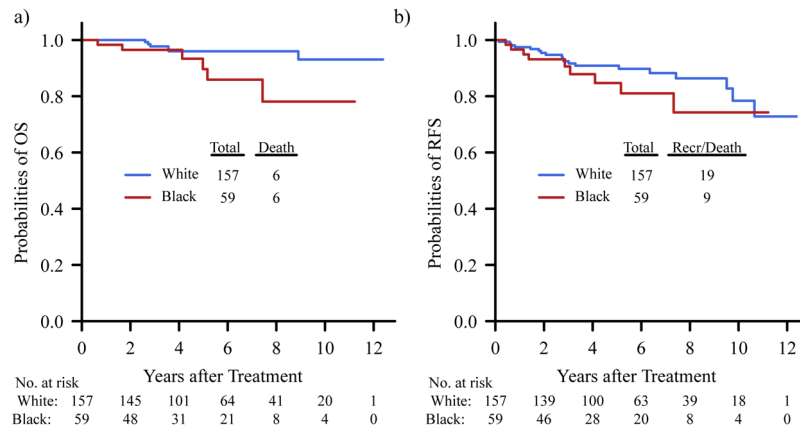 a)
Probabilities of OS
1.0
0.8
0.6
0.4
0.2
0.0
Total Death
White 157 6
Black 59 6
0 2 4 6 8 10 12
Years after Treatment
No. at risk
White: 157 145 101 64 41 20 1
Black: 59 48 31 21 8 4 0
b)
Probabilities of RFS
1.0
0.8
0.6
0.4
0.2
0.0
Total Recr/Death
White 157 19
Black 59 9
0 2 4 6 8 10 12
Years after Treatment
No. at risk
White: 157 139 100 63 39 18 1
Black: 59 46 28 20 8 4 0